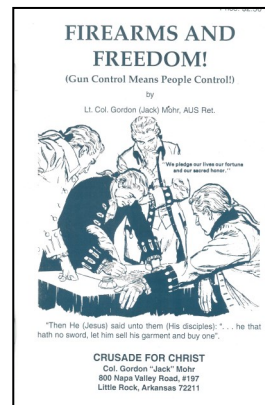 FIREARMS AND
FREEDOM!
(Gun Control Means People Control!)
by
Lt. Col. Gordon (Jack) Mohr, AUS Ret.
"We pledge our lives our fortune
and our sacred honor."
"Then He (Jesus) said unto them (His disciples): ". . . he that
hath no sword, let him sell his garment and buy one".
CRUSADE FOR CHRIST
Col. Gordon "Jack" Mohr
800 Napa Valley Road, #197
Little Rock, Arkansas 72211